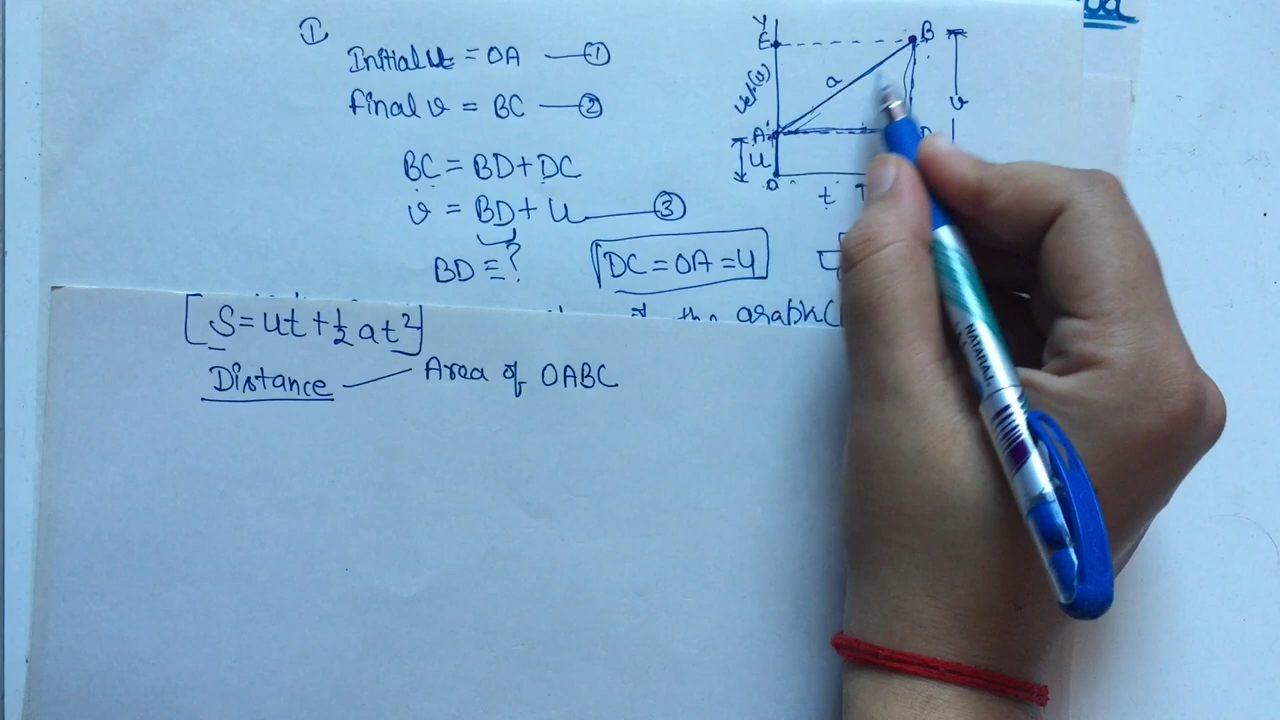 ①
Initial u = OA —①
final v = BC —②
BC = BD + DC
v = BD + u —③
BD = ?
DC = OA = u
[S = ut + ½ at²]
Distance — Area of OABC
Y
E
B
a
v
A
D
u
O
t
NATARAJ